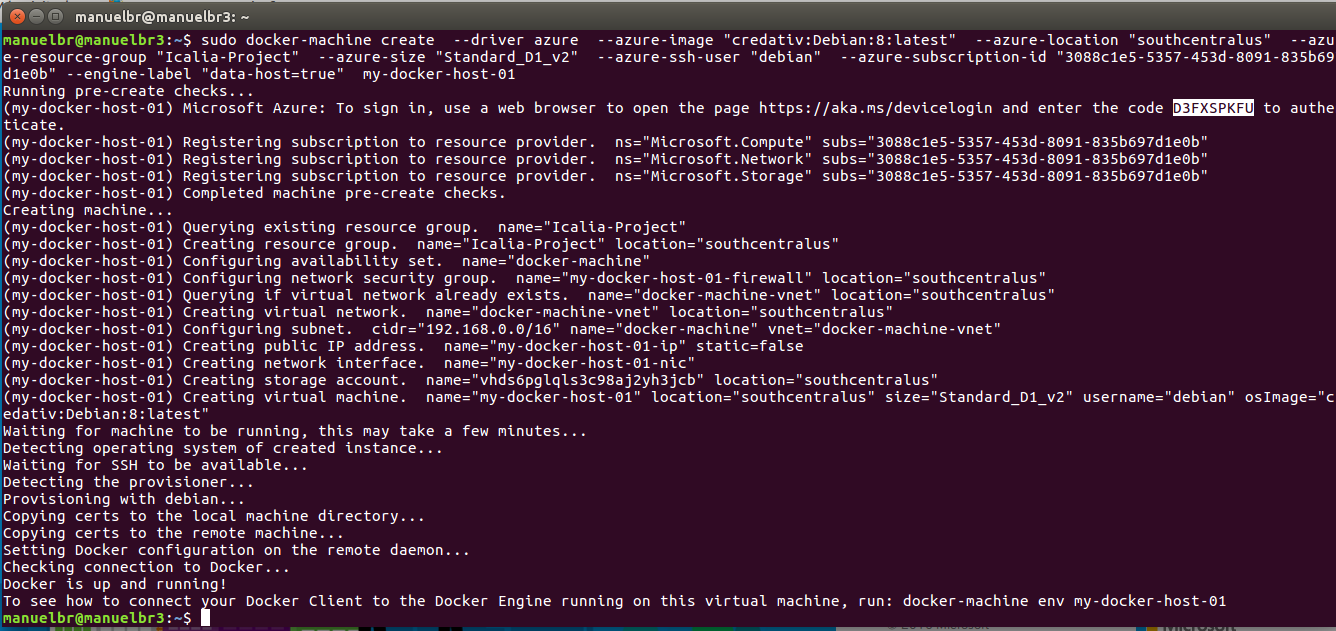 manuelbr@manuelbr3: ~
manuelbr@manuelbr3:~$ sudo docker-machine create  --driver azure  --azure-image "credativ:Debian:8:latest"  --azure-location "southcentralus"  --azu
e-resource-group "Icalia-Project"  --azure-size "Standard_D1_v2"  --azure-ssh-user "debian"  --azure-subscription-id "3088c1e5-5357-453d-8091-835b69
d1e0b" --engine-label "data-host=true"  my-docker-host-01
Running pre-create checks...
(my-docker-host-01) Microsoft Azure: To sign in, use a web browser to open the page https://aka.ms/devicelogin and enter the code D3FXSPKFU to authe
ticate.
(my-docker-host-01) Registering subscription to resource provider.  ns="Microsoft.Compute" subs="3088c1e5-5357-453d-8091-835b697d1e0b"
(my-docker-host-01) Registering subscription to resource provider.  ns="Microsoft.Network" subs="3088c1e5-5357-453d-8091-835b697d1e0b"
(my-docker-host-01) Registering subscription to resource provider.  ns="Microsoft.Storage" subs="3088c1e5-5357-453d-8091-835b697d1e0b"
(my-docker-host-01) Completed machine pre-create checks.
Creating machine...
(my-docker-host-01) Querying existing resource group.  name="Icalia-Project"
(my-docker-host-01) Creating resource group.  name="Icalia-Project" location="southcentralus"
(my-docker-host-01) Configuring availability set.  name="docker-machine"
(my-docker-host-01) Configuring network security group.  name="my-docker-host-01-firewall" location="southcentralus"
(my-docker-host-01) Querying if virtual network already exists.  name="docker-machine-vnet" location="southcentralus"
(my-docker-host-01) Creating virtual network.  name="docker-machine-vnet" location="southcentralus"
(my-docker-host-01) Configuring subnet.  cidr="192.168.0.0/16" name="docker-machine" vnet="docker-machine-vnet"
(my-docker-host-01) Creating public IP address.  name="my-docker-host-01-ip" static=false
(my-docker-host-01) Creating network interface.  name="my-docker-host-01-nic"
(my-docker-host-01) Creating storage account.  name="vhds6pglqls3c98aj2yh3jcb" location="southcentralus"
(my-docker-host-01) Creating virtual machine.  name="my-docker-host-01" location="southcentralus" size="Standard_D1_v2" username="debian" osImage="c
edativ:Debian:8:latest"
Waiting for machine to be running, this may take a few minutes...
Detecting operating system of created instance...
Waiting for SSH to be available...
Detecting the provisioner...
Provisioning with debian...
Copying certs to the local machine directory...
Copying certs to the remote machine...
Setting Docker configuration on the remote daemon...
Checking connection to Docker...
Docker is up and running!
To see how to connect your Docker Client to the Docker Engine running on this virtual machine, run: docker-machine env my-docker-host-01
manuelbr@manuelbr3:~$